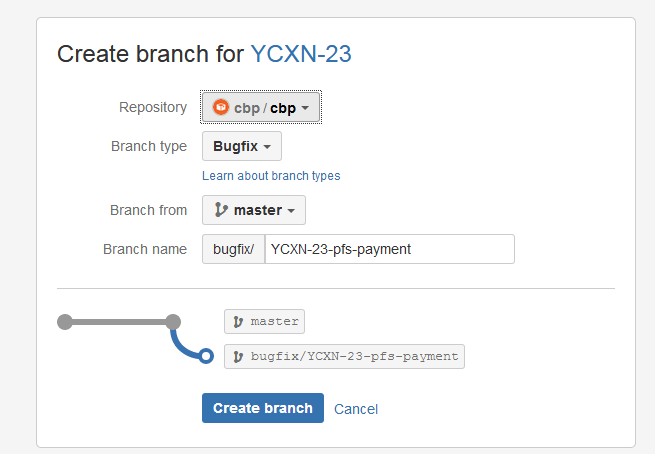 Create branch for YCXN-23
Repository cbp / cbp
Branch type Bugfix
Learn about branch types
Branch from master
Branch name bugfix/ YCXN-23-pfs-payment
master
bugfix/YCXN-23-pfs-payment
Create branch Cancel